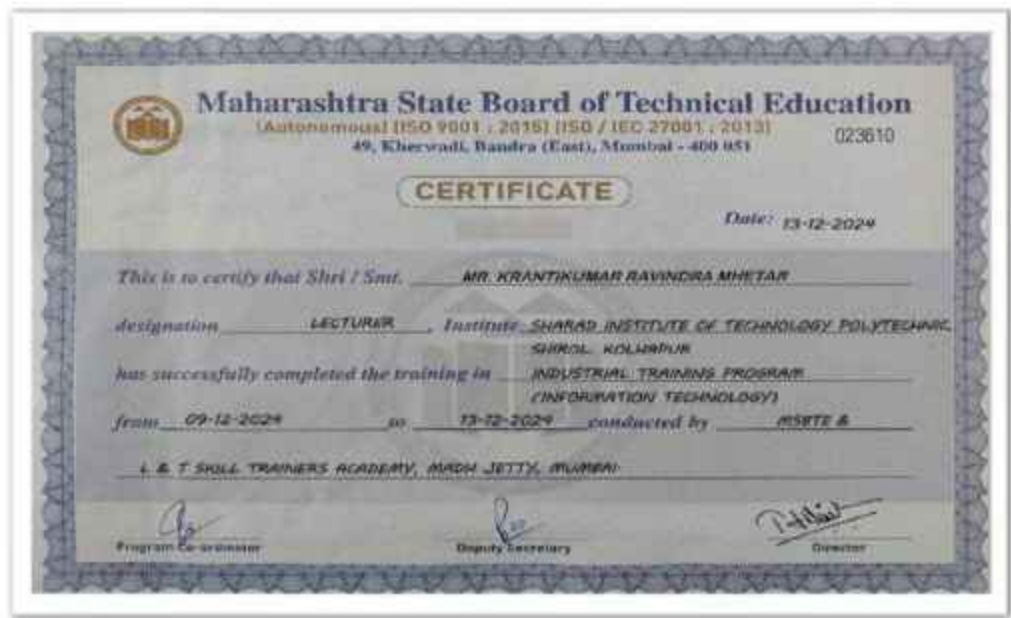 Maharashtra State Board of Technical Education
(Autonomous) (ISO 9001 : 2015) (ISO / IEC 27001 : 2013)
49, Kherwadi, Bandra (East), Mumbai - 400 051
023610
CERTIFICATE
Date: 13-12-2024
This is to certify that Shri / Smt. MR. KRANTIKUMAR RAVINDRA MHETAR
designation LECTURER , Institute SHARAD INSTITUTE OF TECHNOLOGY POLYTECHNIC,
SHIROL. KOLHAPUR
has successfully completed the training in INDUSTRIAL TRAINING PROGRAM
(INFORMATION TECHNOLOGY)
from 09-12-2024 to 13-12-2024 conducted by MSBTE &
L & T SKILL TRAINERS ACADEMY, MADH JETTY, MUMBAI.
Program Co-ordinator
Deputy Secretary
Director